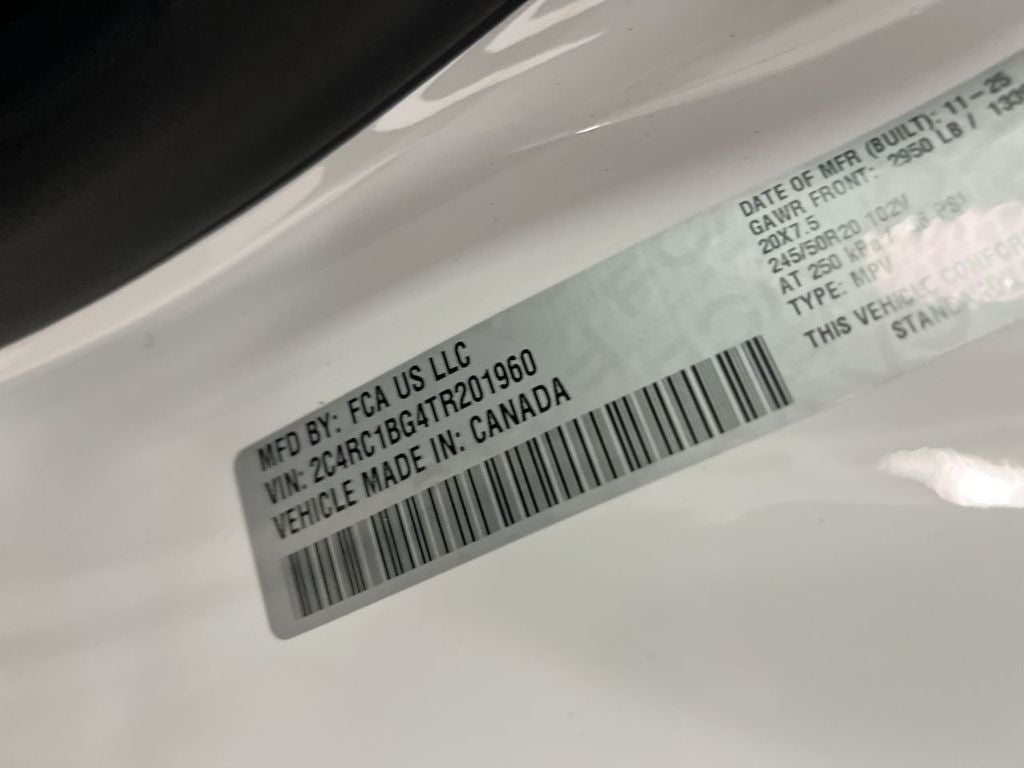 MFD BY: FCA US LLC
VIN: 2C4RC1BG4TR201960
VEHICLE MADE IN: CANADA
DATE OF MFR (BUILT): 11-25
GAWR FRONT: 2950 LB /
20X7.5
245/50R20 102V
AT 250 kPa / PSI
TYPE: MPV
THIS VEHICLE